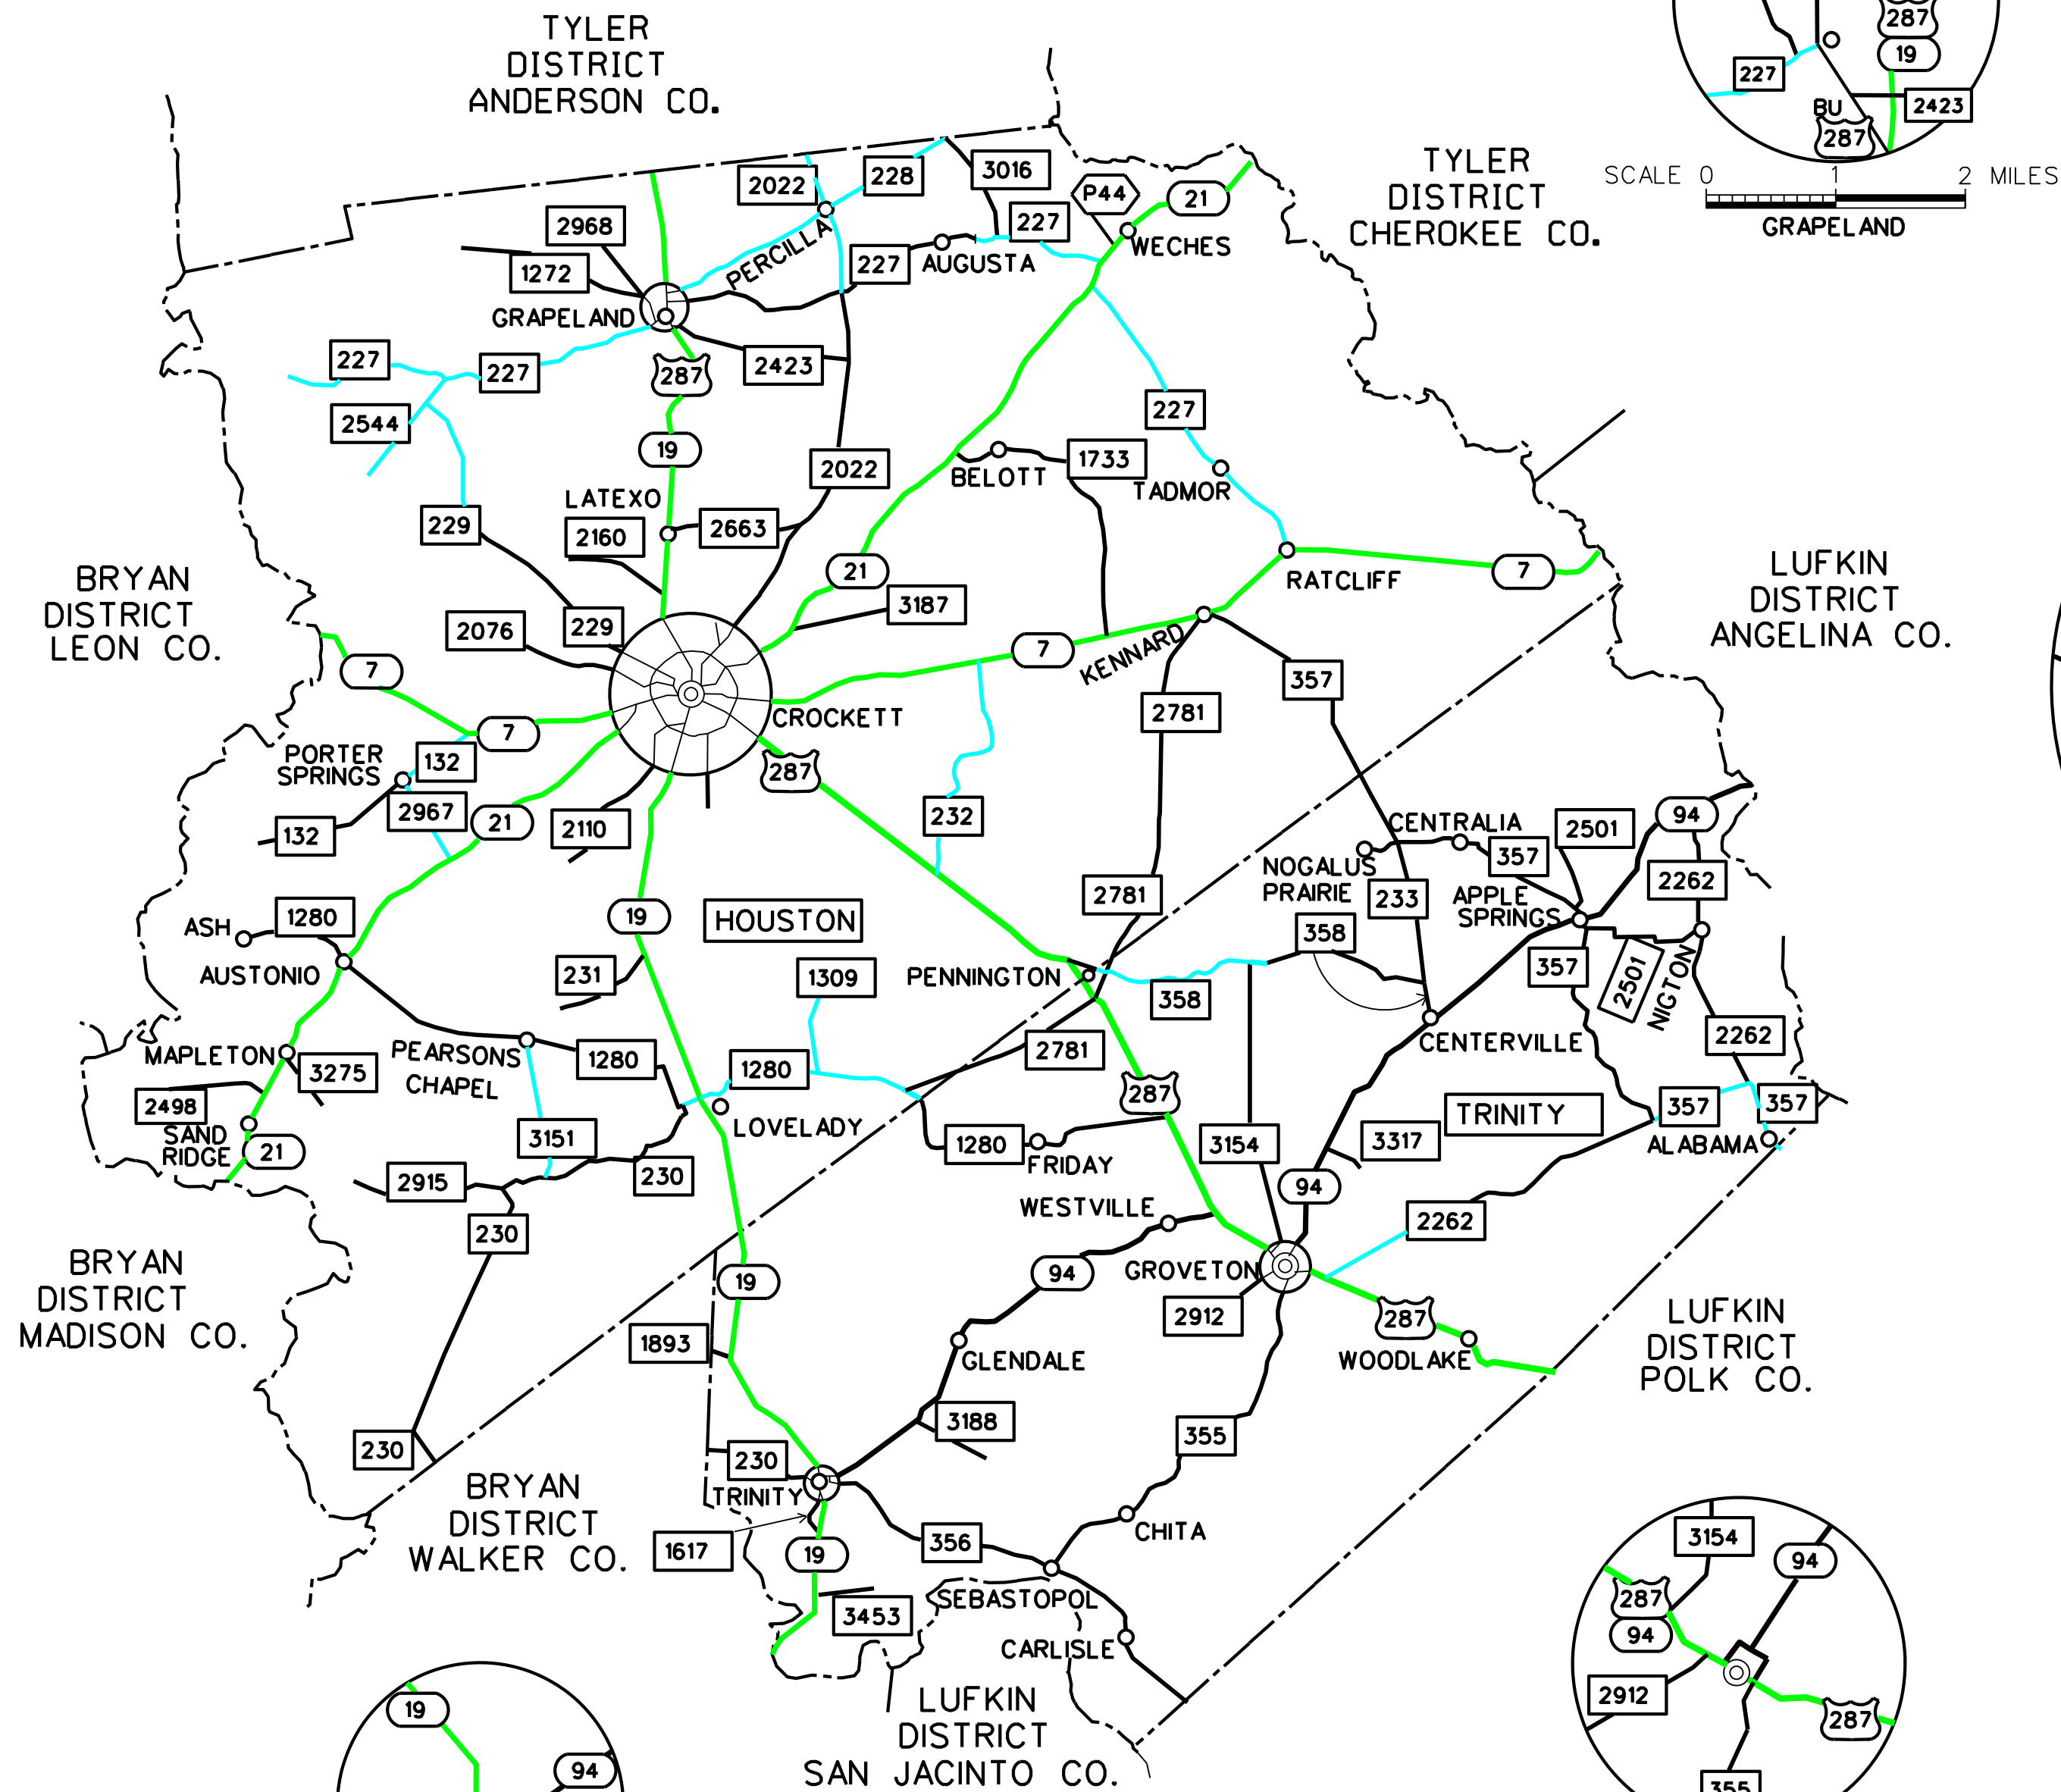 TYLER
DISTRICT
ANDERSON CO.
287
19
227
BU
287
2423
SCALE 0 1 2 MILES
GRAPELAND
TYLER
DISTRICT
CHEROKEE CO.
2022
228
3016
P44
21
227
WECHES
2968
1272
PERCILLA
227
AUGUSTA
GRAPELAND
227
227
287
2423
2544
19
227
2022
BELOTT
1733
TADMOR
LATEXO
229
2160
2663
21
RATCLIFF
7
LUFKIN
DISTRICT
ANGELINA CO.
BRYAN
DISTRICT
LEON CO.
2076
229
3187
7
KENNARD
357
7
7
2781
CROCKETT
PORTER
SPRINGS
132
287
2967
21
2110
232
132
CENTRALIA
2501
94
NOGALUS
PRAIRIE
357
233
APPLE
SPRINGS
2262
2781
ASH
1280
19
HOUSTON
358
AUSTONIO
231
1309
PENNINGTON
358
357
2501
NIGTON
CENTERVILLE
2262
MAPLETON
3275
PEARSONS
CHAPEL
1280
1280
2781
LOVELADY
287
TRINITY
357
357
2498
SAND
RIDGE
21
3151
1280
FRIDAY
3154
3317
ALABAMA
2915
230
94
230
WESTVILLE
2262
BRYAN
DISTRICT
MADISON CO.
19
94
GROVETON
2912
287
WOODLAKE
LUFKIN
DISTRICT
POLK CO.
1893
GLENDALE
3188
355
230
230
BRYAN
DISTRICT
WALKER CO.
TRINITY
1617
19
356
CHITA
SEBASTOPOL
3453
CARLISLE
LUFKIN
DISTRICT
SAN JACINTO CO.
3154
94
287
94
2912
287
355
19
94